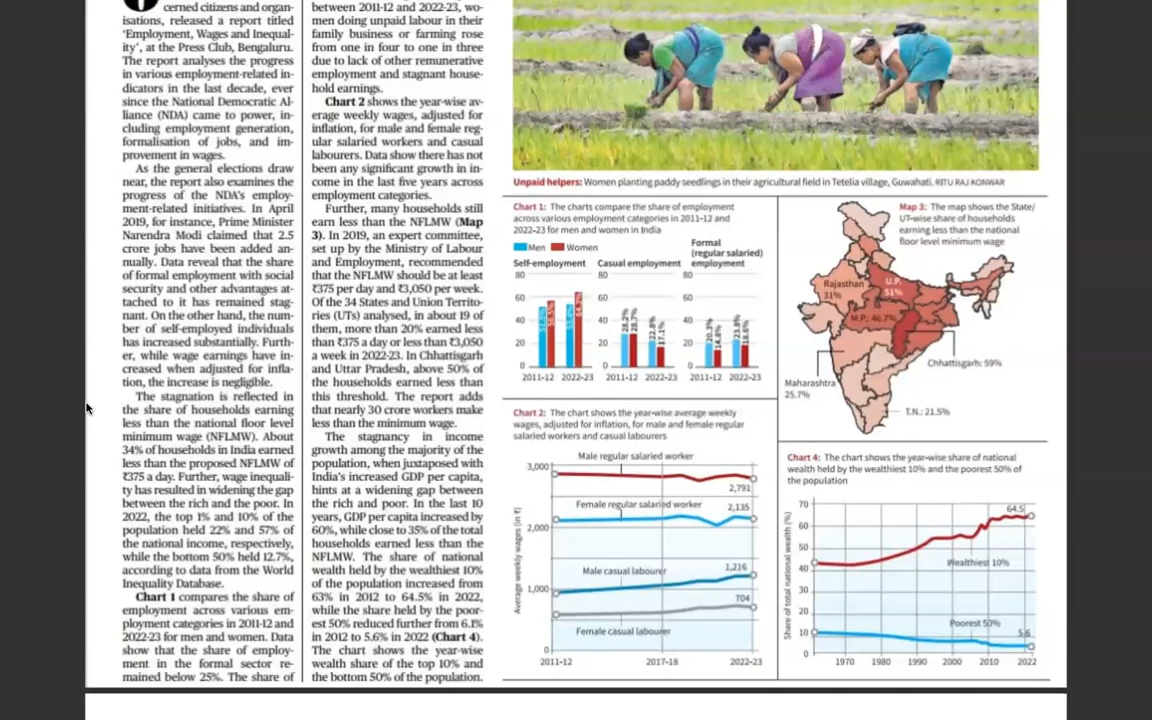 cerned citizens and organ-
isations, released a report titled
‘Employment, Wages and Inequal-
ity’, at the Press Club, Bengaluru.
The report analyses the progress
in various employment-related in-
dicators in the last decade, ever
since the National Democratic Al-
liance (NDA) came to power, in-
cluding employment generation,
formalisation of jobs, and im-
provement in wages.
As the general elections draw
near, the report also examines the
progress of the NDA's employ-
ment-related initiatives. In April
2019, for instance, Prime Minister
Narendra Modi claimed that 2.5
crore jobs have been added an-
nually. Data reveal that the share
of formal employment with social
security and other advantages at-
tached to it has remained stag-
nant. On the other hand, the num-
ber of self-employed individuals
has increased substantially. Furth-
er, while wage earnings have in-
creased when adjusted for infla-
tion, the increase is negligible.
The stagnation is reflected in
the share of households earning
less than the national floor level
minimum wage (NFLMW). About
34% of households in India earned
less than the proposed NFLMW of
₹375 a day. Further, wage inequali-
ty has resulted in widening the gap
between the rich and the poor. In
2022, the top 1% and 10% of the
population held 22% and 57% of
the national income, respectively,
while the bottom 50% held 12.7%,
according to data from the World
Inequality Database.
Chart 1 compares the share of
employment across various em-
ployment categories in 2011-12 and
2022-23 for men and women. Data
show that the share of employ-
ment in the formal sector re-
mained below 25%. The share of
between 2011-12 and 2022-23, wo-
men doing unpaid labour in their
family business or farming rose
from one in four to one in three
due to lack of other remunerative
employment and stagnant house-
hold earnings.
Chart 2 shows the year-wise av-
erage weekly wages, adjusted for
inflation, for male and female reg-
ular salaried workers and casual
labourers. Data show there has not
been any significant growth in in-
come in the last five years across
employment categories.
Further, many households still
earn less than the NFLMW (Map
3). In 2019, an expert committee,
set up by the Ministry of Labour
and Employment, recommended
that the NFLMW should be at least
₹375 per day and ₹3,050 per week.
Of the 34 States and Union Territo-
ries (UTs) analysed, in about 19 of
them, more than 20% earned less
than ₹375 a day or less than ₹3,050
a week in 2022-23. In Chhattisgarh
and Uttar Pradesh, above 50% of
the households earned less than
this threshold. The report adds
that nearly 30 crore workers make
less than the minimum wage.
The stagnancy in income
growth among the majority of the
population, when juxtaposed with
India's increased GDP per capita,
hints at a widening gap between
the rich and poor. In the last 10
years, GDP per capita increased by
60%, while close to 35% of the total
households earned less than the
NFLMW. The share of national
wealth held by the wealthiest 10%
of the population increased from
63% in 2012 to 64.5% in 2022,
while the share held by the poor-
est 50% reduced further from 6.1%
in 2012 to 5.6% in 2022 (Chart 4).
The chart shows the year-wise
wealth share of the top 10% and
the bottom 50% of the population.
Unpaid helpers: Women planting paddy seedlings in their agricultural field in Tetelia village, Guwahati. RITU RAJ KONWAR
Chart 1: The charts compare the share of employment
across various employment categories in 2011-12 and
2022-23 for men and women in India
Men Women
Self-employment
80
60
40
20
0
2011-12 2022-23
Casual employment
80
60
40
20
0
28.2% 28.7% 22.8% 17.1%
2011-12 2022-23
Formal
(regular salaried)
employment
80
60
40
20
0
20.3% 14.8% 23.8% 18.6%
2011-12 2022-23
Chart 2: The chart shows the year-wise average weekly
wages, adjusted for inflation, for male and female regular
salaried workers and casual labourers
Average weekly wages (in ₹)
3,000
2,000
1,000
0
Male regular salaried worker
2,791
Female regular salaried worker
2,135
Male casual labourer
1,216
704
Female casual labourer
2011-12 2017-18 2022-23
Map 3: The map shows the State/
UT-wise share of households
earning less than the national
floor level minimum wage
Rajasthan
31%
U.P.
51%
M.P.: 46.7%
Chhattisgarh: 59%
Maharashtra
25.7%
T.N.: 21.5%
Chart 4: The chart shows the year-wise share of national
wealth held by the wealthiest 10% and the poorest 50% of
the population
Share of total national wealth (%)
70
60
50
40
30
20
10
0
64.5
Wealthiest 10%
Poorest 50%
5.6
1970 1980 1990 2000 2010 2022